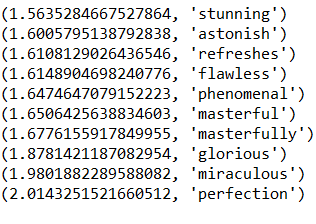 (1.5635284667527864, 'stunning')
(1.6005795138792838, 'astonish')
(1.6108129026436546, 'refreshes')
(1.6148904698240776, 'flawless')
(1.6474647079152223, 'phenomenal')
(1.6506425638834603, 'masterful')
(1.6776155917849955, 'masterfully')
(1.8781421187082954, 'glorious')
(1.9801882289588082, 'miraculous')
(2.0143251521660512, 'perfection')